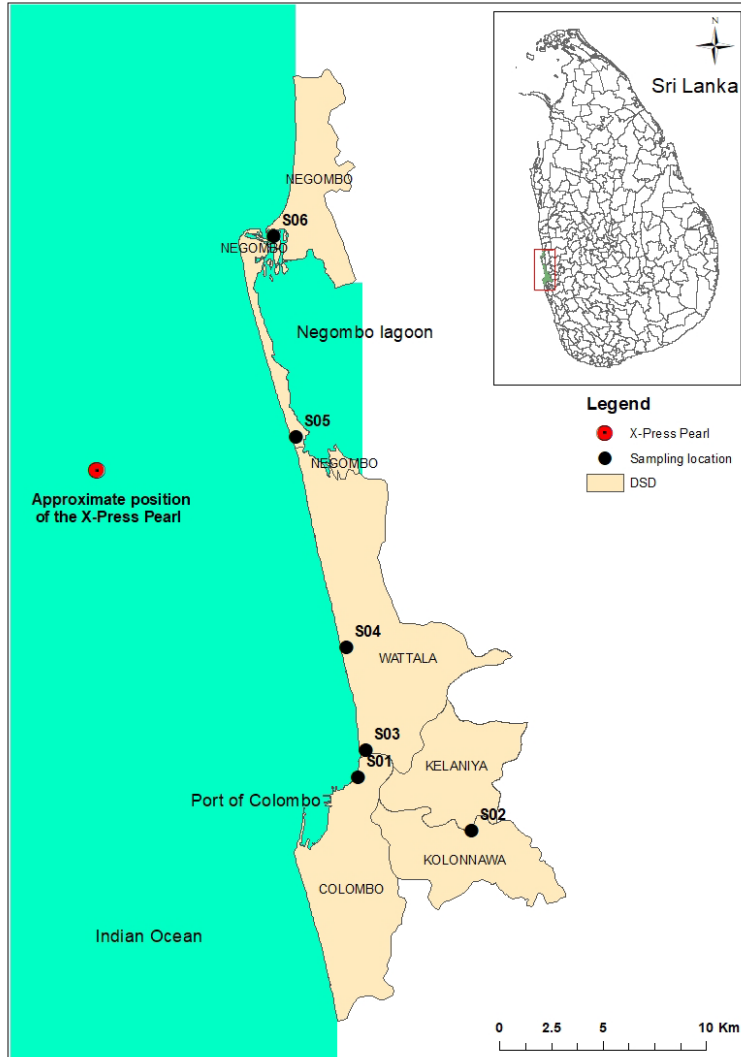 N
Sri Lanka
NEGOMBO
S06
NEGOMBO
Negombo lagoon
Legend
X-Press Pearl
Sampling location
DSD
S05
NEGOMBO
Approximate position
of the X-Press Pearl
S04
WATTALA
S03
KELANIYA
S01
Port of Colombo
S02
KOLONNAWA
COLOMBO
Indian Ocean
0 2.5 5 10 Km